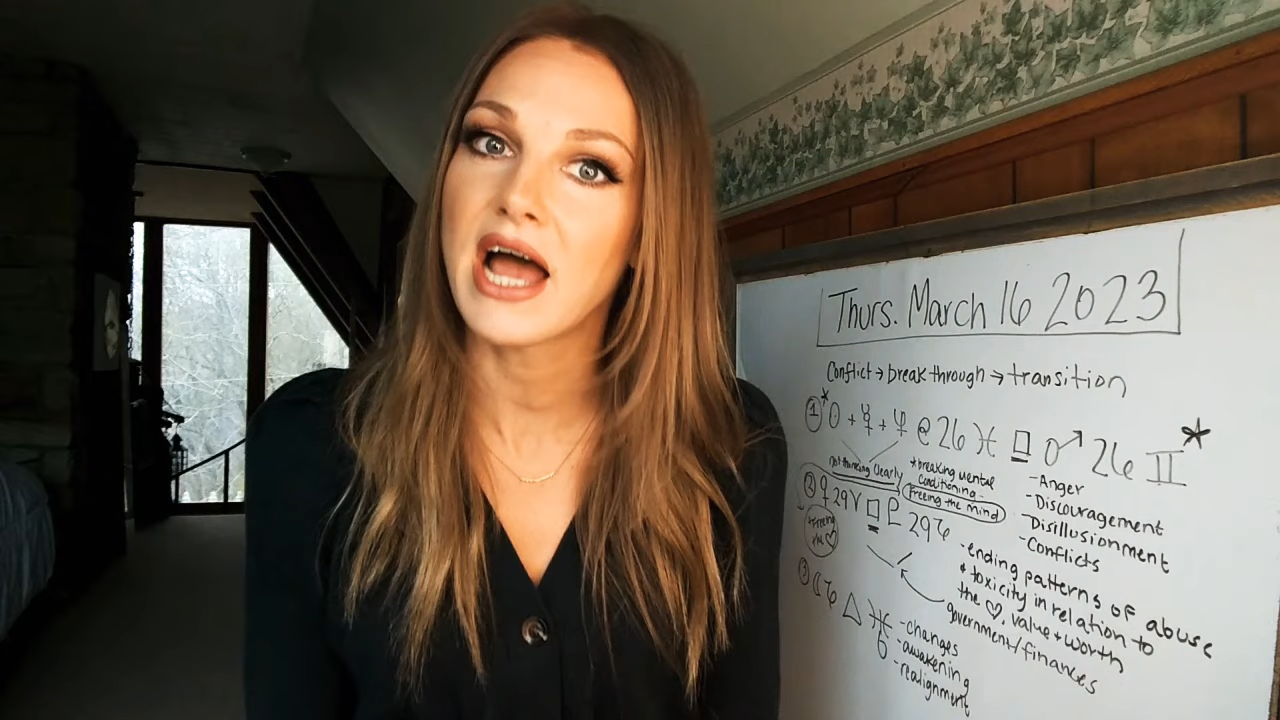 Thurs. March 16 2023
Conflict → break through → transition
① * ☉ + ☿ + ♆ @ 26 ♓ □ ♂ 26 ♊ *
not thinking clearly
*breaking mental
conditioning -
Freeing the mind
- Anger
- Discouragement
- Disillusionment
- Conflicts
② ♀ 29 ♈ □ ♇ 29 ♑
*Freeing
the ♡
- ending patterns of abuse
+ toxicity in relation to
the ♡, value + worth
government/finances
③ ☾ ♑ △ ♅
- changes
- awakening
- realignment